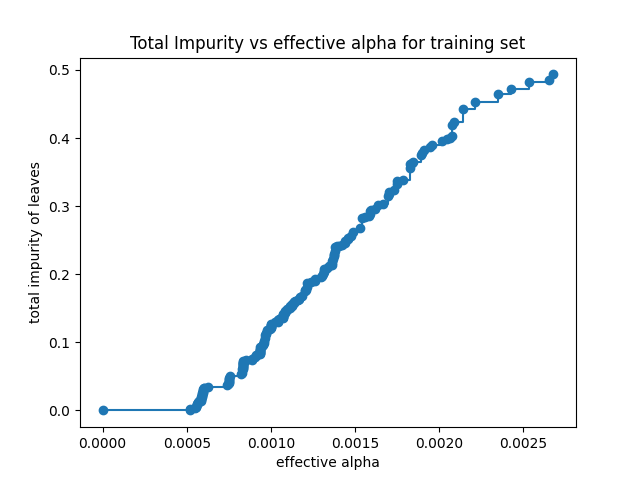 Total Impurity vs effective alpha for training set
total impurity of leaves
0.5
0.4
0.3
0.2
0.1
0.0
0.0000 0.0005 0.0010 0.0015 0.0020 0.0025
effective alpha